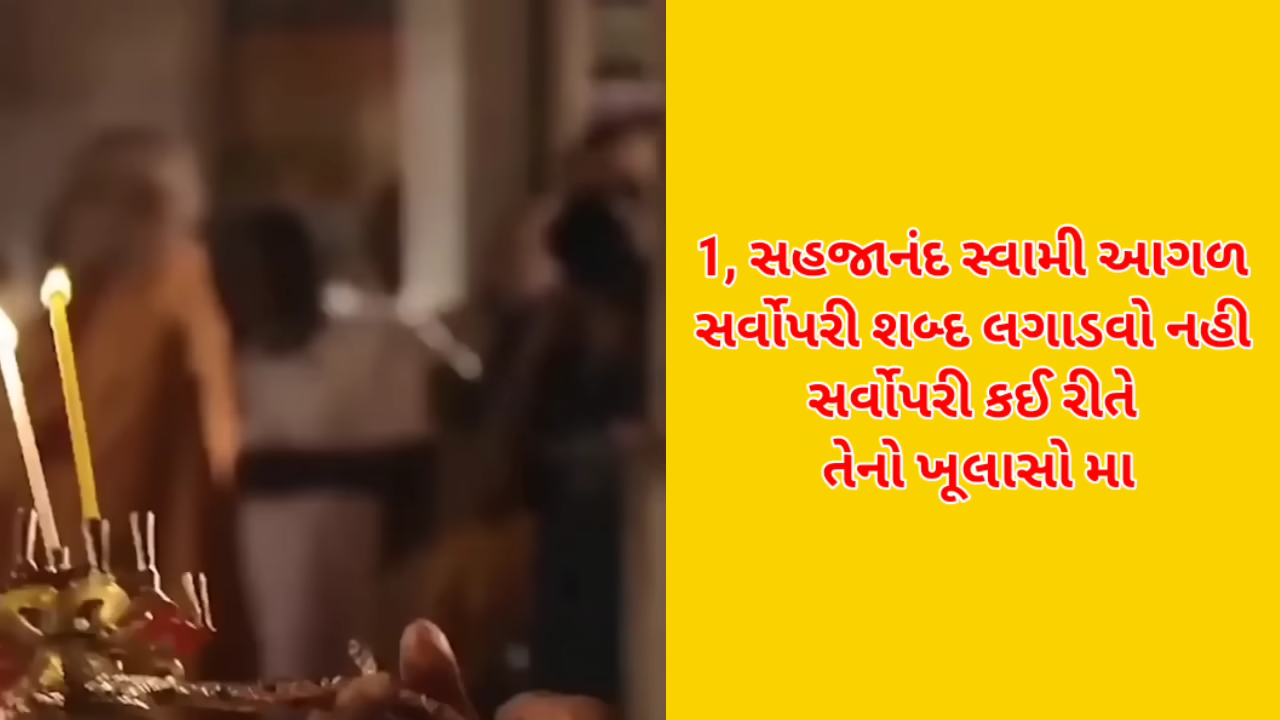 1, સહજાનંદ સ્વામી આગળ
સર્વોપરી શબ્દ લગાડવો નહી
સર્વોપરી કઈ રીતે
તેનો ખૂલાસો મા